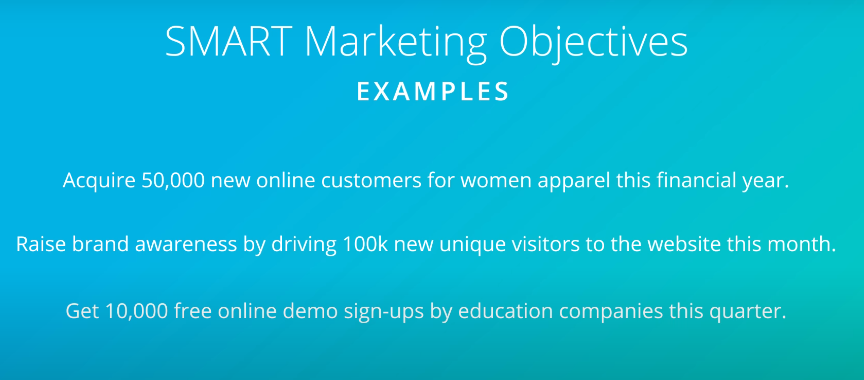 SMART Marketing Objectives
EXAMPLES
Acquire 50,000 new online customers for women apparel this financial year.
Raise brand awareness by driving 100k new unique visitors to the website this month.
Get 10,000 free online demo sign-ups by education companies this quarter.